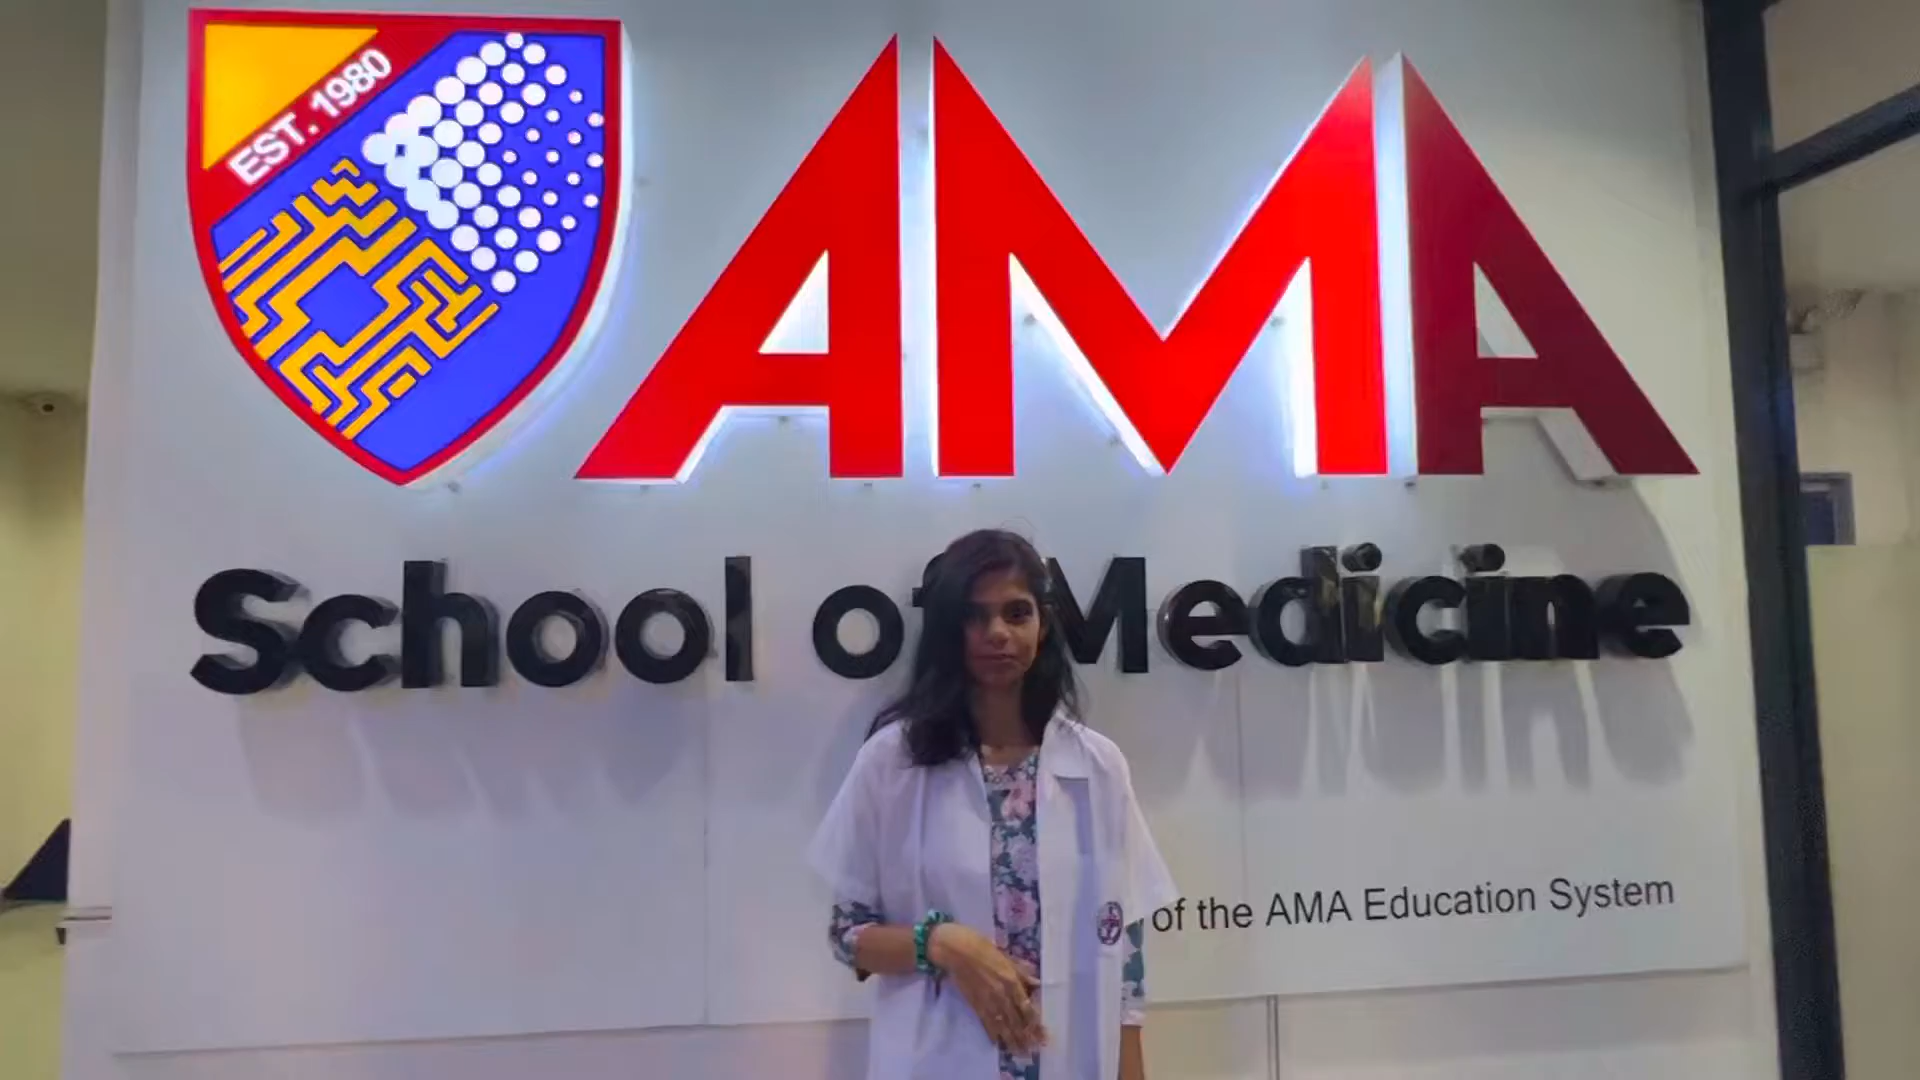 EST. 1980
AMA
School of Medicine
of the AMA Education System